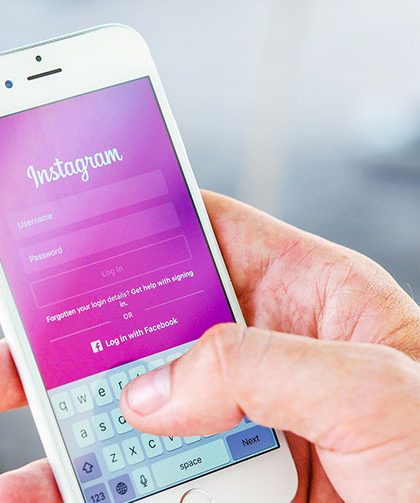 Instagram
Username
Password
Log in
Forgotten your login details? Get help with signing
in.
OR
f Log in with Facebook
q w e r
a s d
z x c v
123 space Next